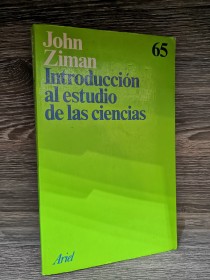 John
Ziman
65
Introducción
al estudio
de las ciencias
Ariel